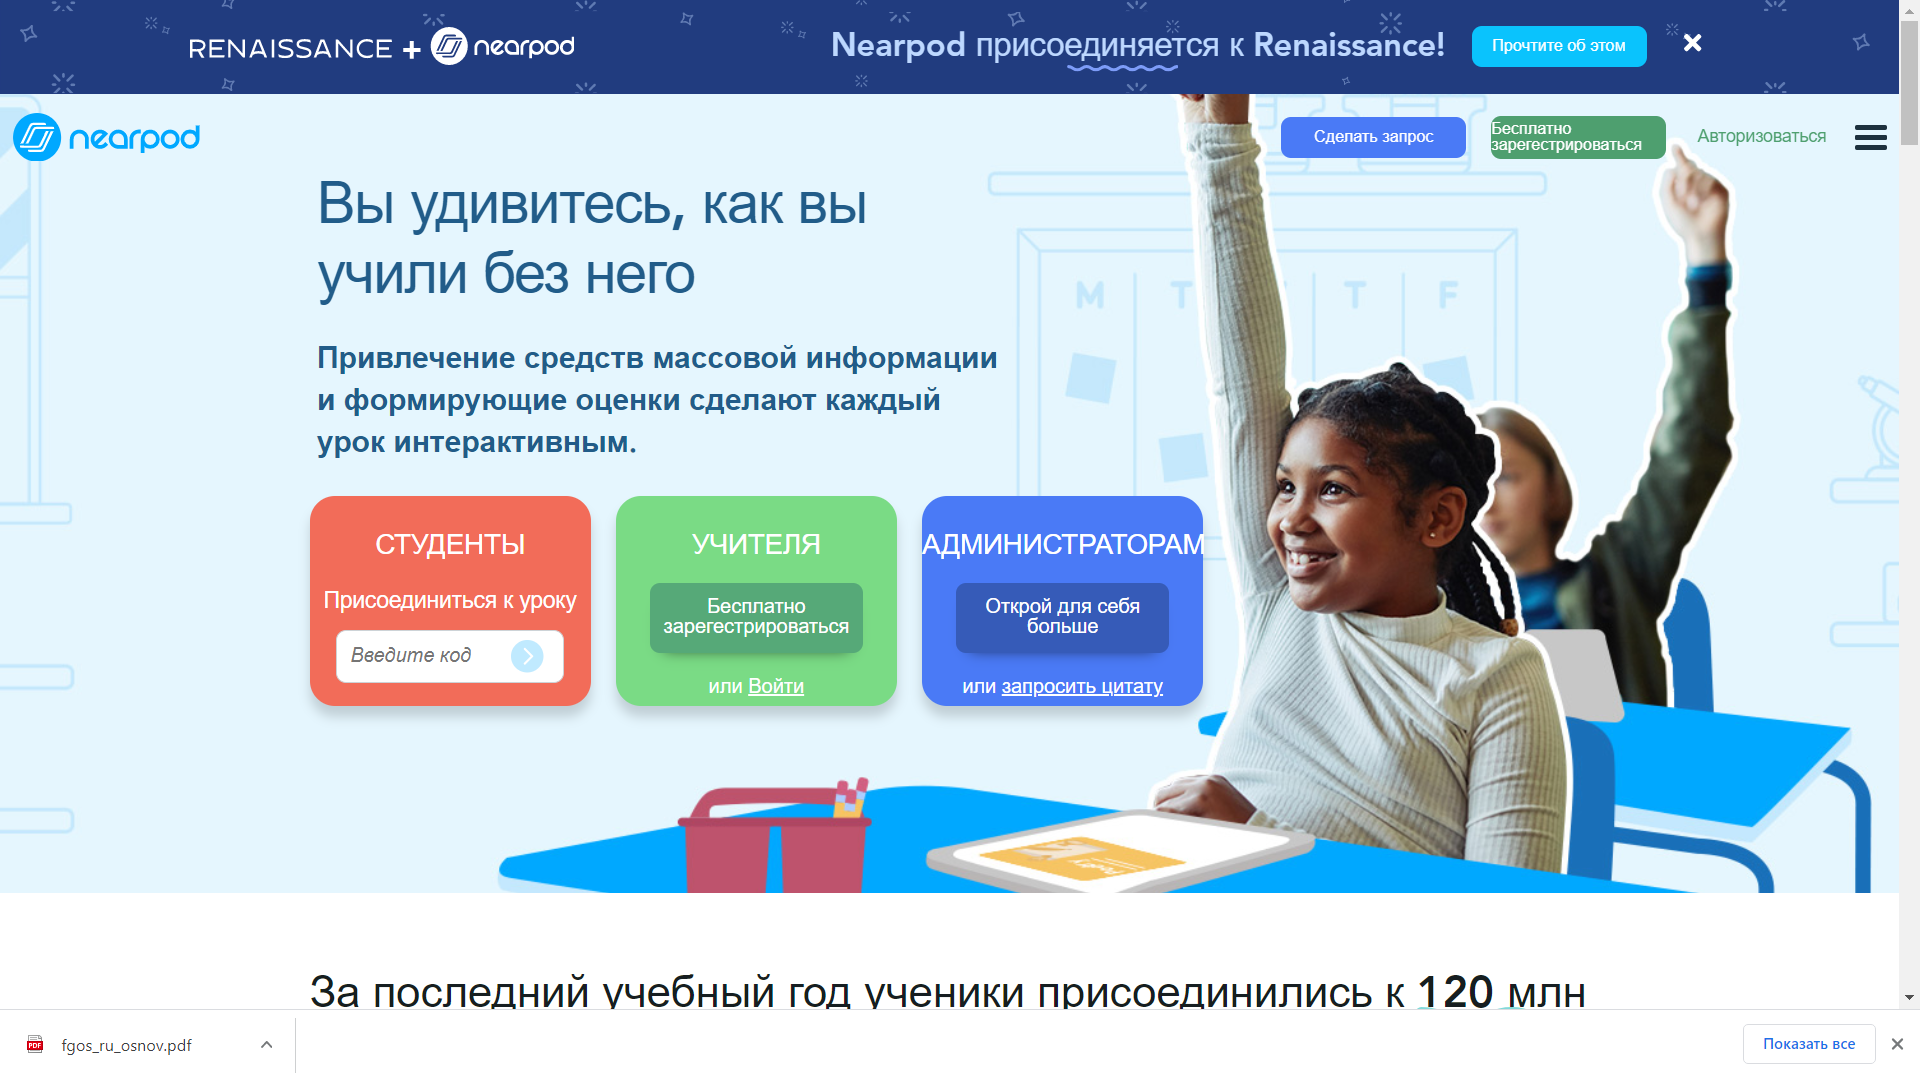 RENAISSANCE + nearpod
Nearpod присоединяется к Renaissance!
Прочтите об этом
nearpod
Сделать запрос
Бесплатно
зарегестрироваться
Авторизоваться
Вы удивитесь, как вы
учили без него
M T T F
Привлечение средств массовой информации
и формирующие оценки сделают каждый
урок интерактивным.
СТУДЕНТЫ
Присоединиться к уроку
Введите код
УЧИТЕЛЯ
Бесплатно
зарегестрироваться
или Войти
АДМИНИСТРАТОРАМ
Открой для себя
больше
или запросить цитату
За последний учебный год ученики присоединились к 120 млн
fgos_ru_osnov.pdf
Показать все